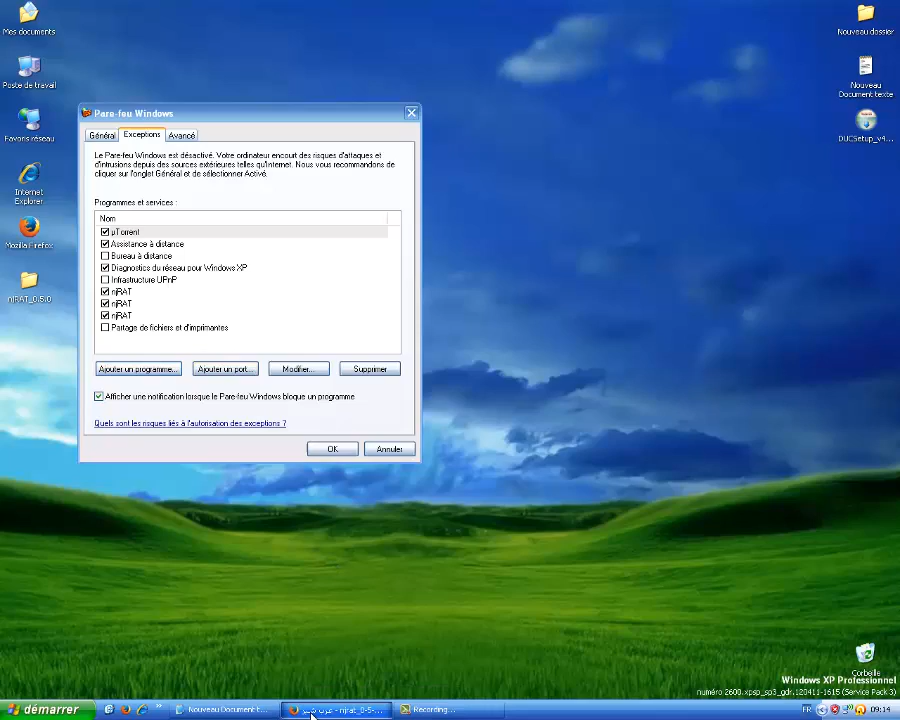 Mes documents
Poste de travail
Favoris réseau
Internet
Explorer
Mozilla Firefox
njRAT_0.5.0
Nouveau dossier
Nouveau
Document texte
DUCSetup_v4...
Pare-feu Windows
Général Exceptions Avancé
Le Pare-feu Windows est désactivé. Votre ordinateur encourt des risques d'attaques et
d'intrusions depuis des sources extérieures telles qu'Internet. Nous vous recommandons de
cliquer sur l'onglet Général et de sélectionner Activé.
Programmes et services :
Nom
µTorrent
Assistance à distance
Bureau à distance
Diagnostics du réseau pour Windows XP
Infrastructure UPnP
njRAT
njRAT
njRAT
Partage de fichiers et d'imprimantes
Ajouter un programme... Ajouter un port... Modifier... Supprimer
Afficher une notification lorsque le Pare-feu Windows bloque un programme
Quels sont les risques liés à l'autorisation des exceptions ?
OK Annuler
Corbeille
Windows XP Professionnel
numéro 2600.xpsp_sp3_gdr.120411-1615 (Service Pack 3)
démarrer
Nouveau Document t...
njrat_0-5-...
Recording...
FR
09:14